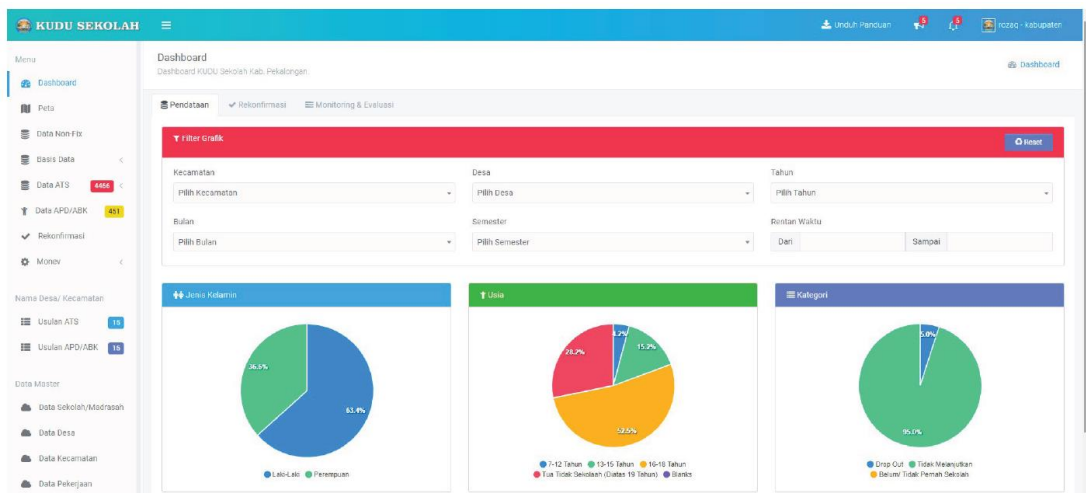 KUDU SEKOLAH
Unduh Panduan
5
5
rozaq - kabupaten
Menu
Dashboard
Peta
Data Non-Fix
Basis Data
Data ATS 4456
Data APD/ABK 451
Rekonfirmasi
Monev
Nama Desa/ Kecamatan
Usulan ATS 15
Usulan APD/ABK 15
Data Master
Data Sekolah/Madrasah
Data Desa
Data Kecamatan
Data Pekerjaan
Dashboard
Dashboard KUDU Sekolah Kab. Pekalongan
Dashboard
Pendataan
Rekonfirmasi
Monitoring & Evaluasi
Filter Grafik
Reset
Kecamatan
Pilih Kecamatan
Desa
Pilih Desa
Tahun
Pilih Tahun
Bulan
Pilih Bulan
Semester
Pilih Semester
Rentan Waktu
Dari
Sampai
Jenis Kelamin
36.6%
63.4%
Laki-Laki
Perempuan
Usia
4.2%
15.2%
28.2%
52.5%
7-12 Tahun
13-15 Tahun
16-18 Tahun
Tua Tidak Sekolaah (Diatas 19 Tahun)
Blanks
Kategori
5.0%
95.0%
Drop Out
Tidak Melanjutkan
Belum/ Tidak Pernah Sekolah